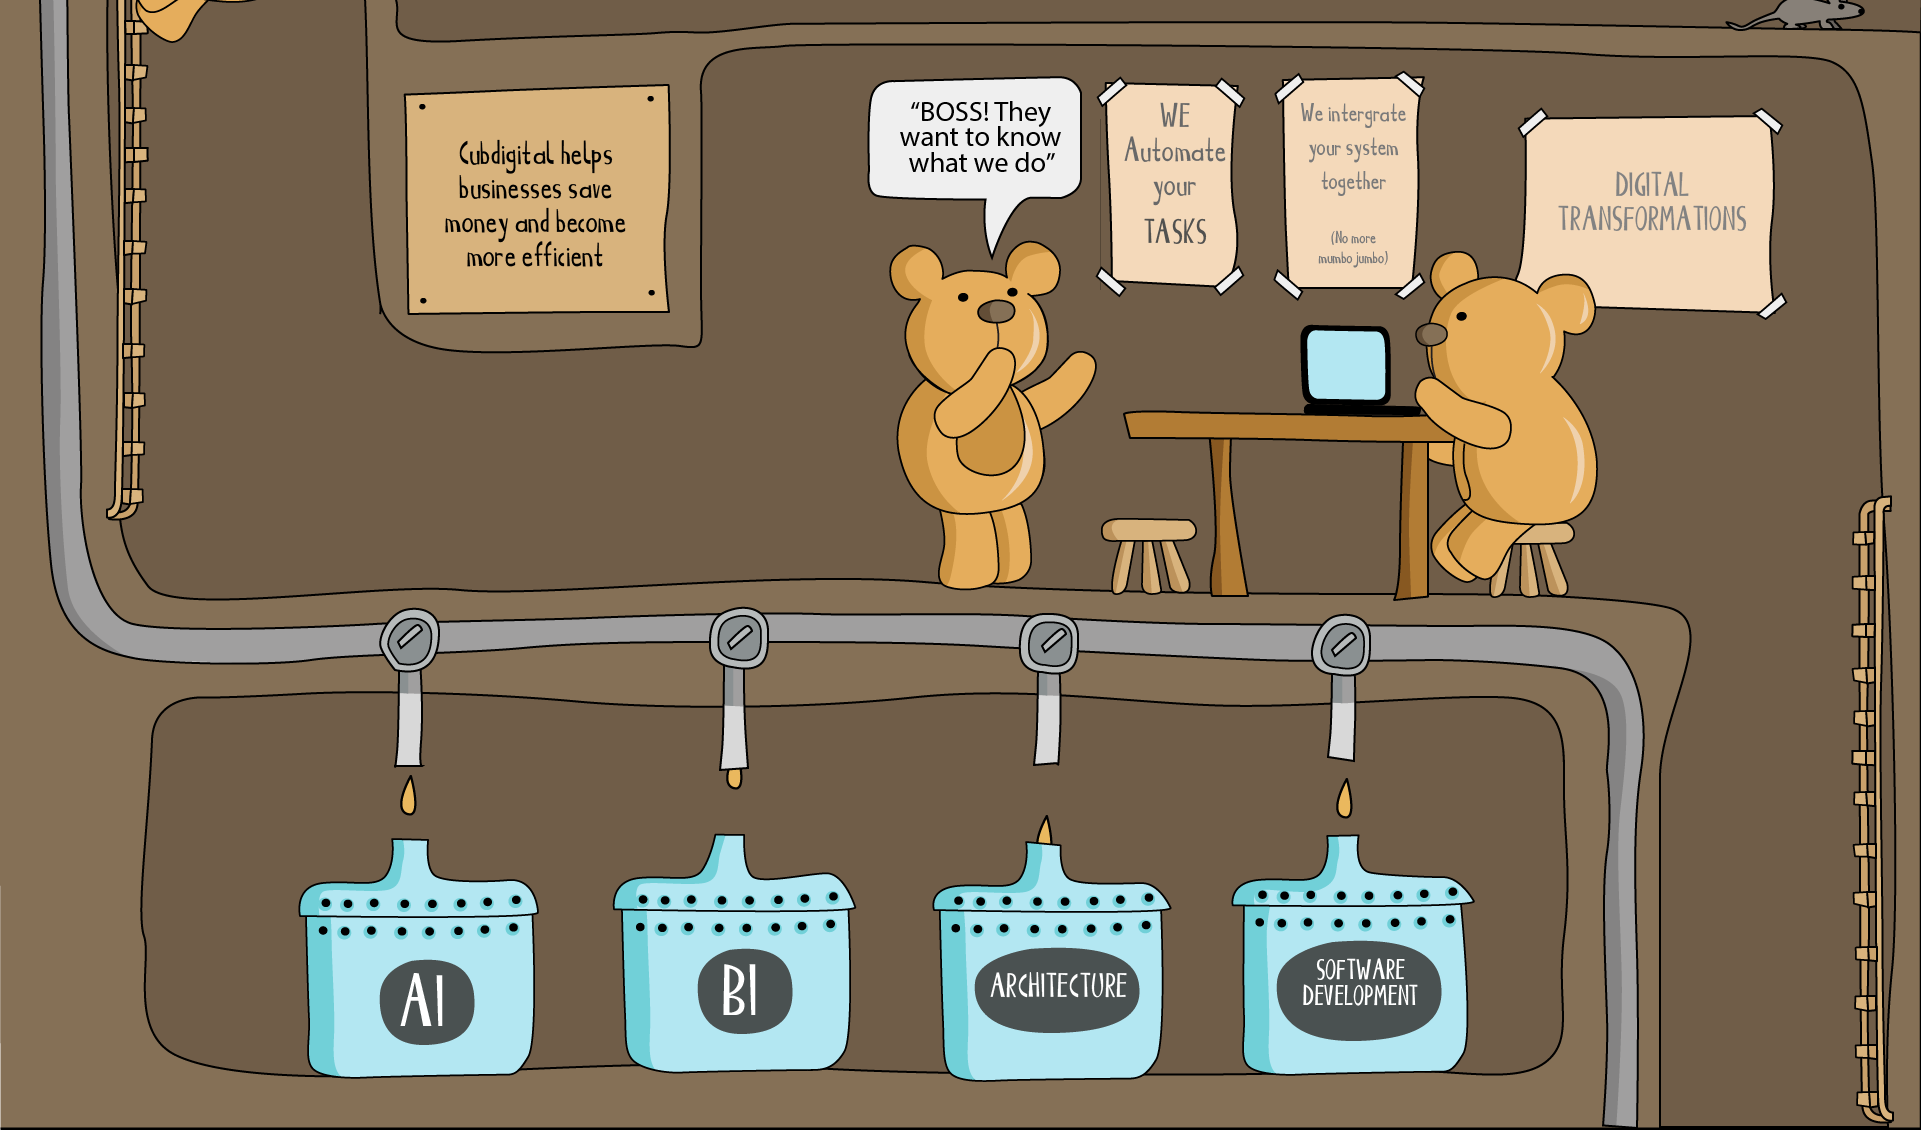 Cubdigital helps
businesses save
money and become
more efficient
“BOSS! They
want to know
what we do”
WE
Automate
your
TASKS
We intergrate
your system
together
(No more
mumbo jumbo)
DIGITAL
TRANSFORMATIONS
AI
BI
ARCHITECTURE
SOFTWARE
DEVELOPMENT